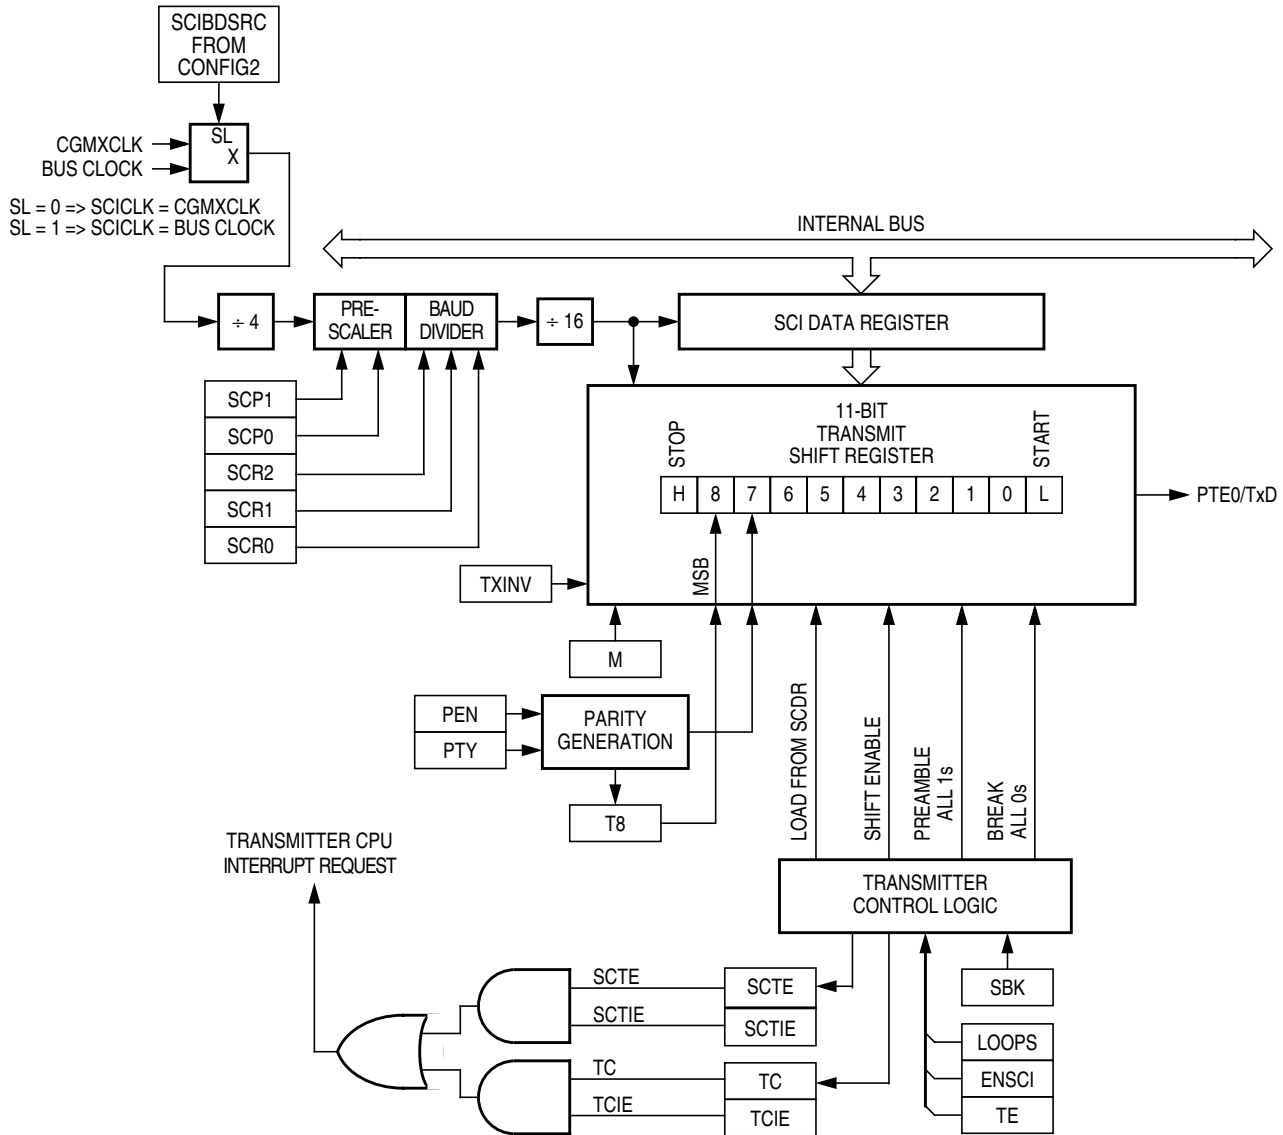 SCIBDSRC
FROM
CONFIG2
SL
X
CGMXCLK
BUS CLOCK
SL = 0 => SCICLK = CGMXCLK
SL = 1 => SCICLK = BUS CLOCK
INTERNAL BUS
÷ 4
PRE-
SCALER
BAUD
DIVIDER
÷ 16
SCI DATA REGISTER
SCP1
SCP0
SCR2
SCR1
SCR0
11-BIT
TRANSMIT
SHIFT REGISTER
STOP
START
H 8 7 6 5 4 3 2 1 0 L
PTE0/TxD
TXINV
MSB
M
PEN
PTY
PARITY
GENERATION
T8
LOAD FROM SCDR
SHIFT ENABLE
PREAMBLE
ALL 1s
BREAK
ALL 0s
TRANSMITTER CPU
INTERRUPT REQUEST
TRANSMITTER
CONTROL LOGIC
SCTE
SCTE
SCTIE
SCTIE
TC
TC
TCIE
TCIE
SBK
LOOPS
ENSCI
TE